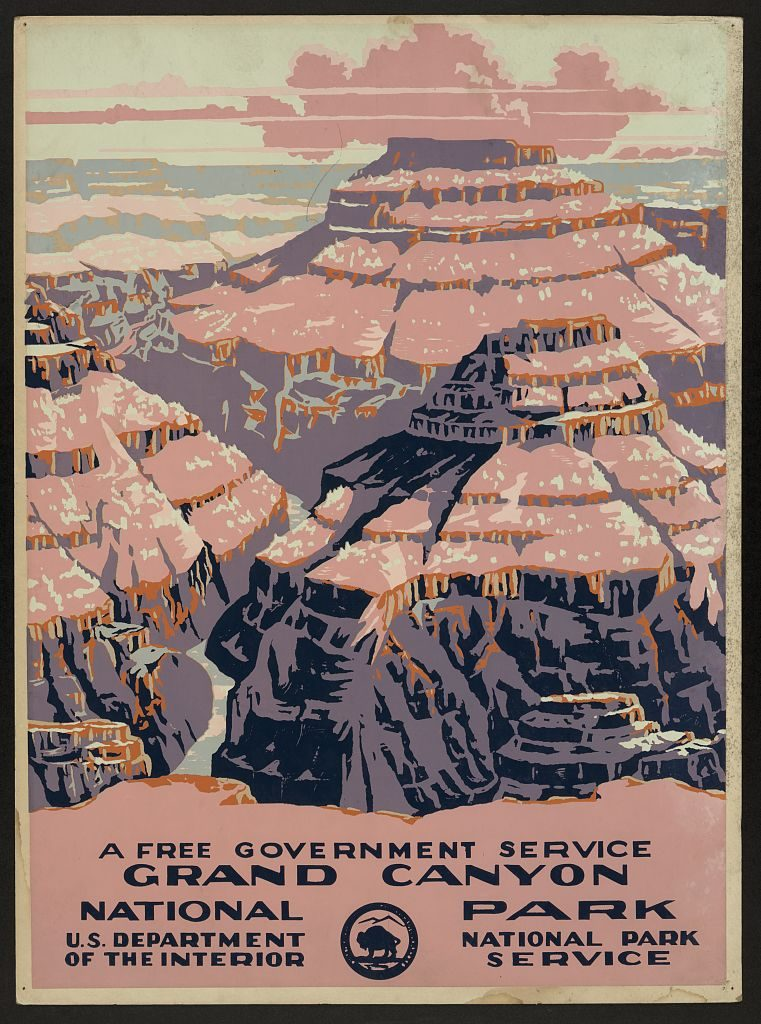 A FREE GOVERNMENT SERVICE
GRAND CANYON
NATIONAL PARK
U.S. DEPARTMENT
OF THE INTERIOR
NATIONAL PARK
SERVICE